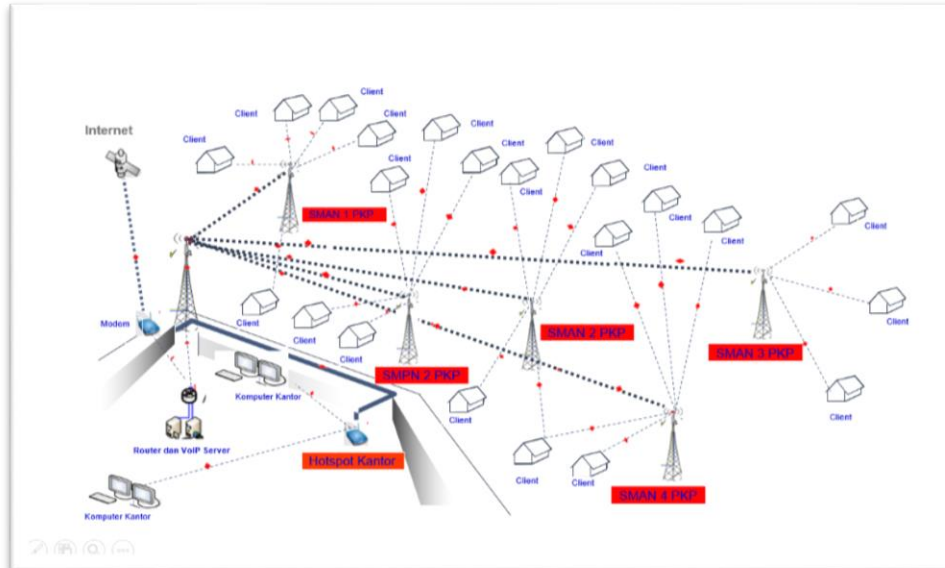 Client
Client
Client
Client
Internet
Client
Client
Client
Client
Client
Client
SMAN 1 PKP
Client
Client
Client
Client
Client
Modem
Client
SMAN 2 PKP
Client
SMAN 3 PKP
Client
SMPN 2 PKP
Komputer Kantor
Client
Client
Router dan VoIP Server
Hotspot Kantor
Client
Client
SMAN 4 PKP
Komputer Kantor